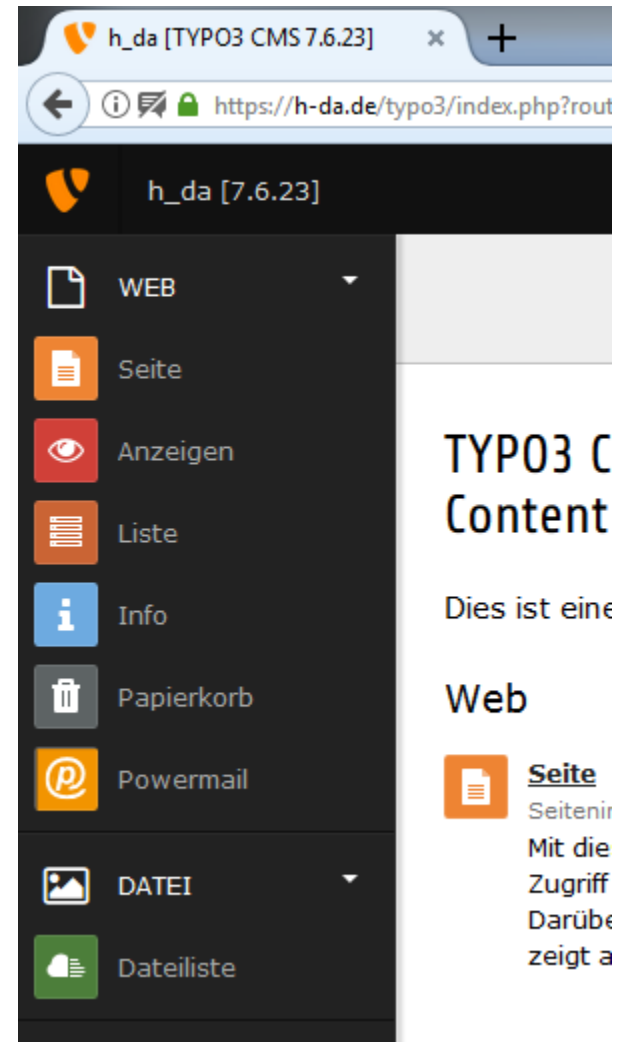 h_da [TYPO3 CMS 7.6.23]
https://h-da.de/typo3/index.php?rout
h_da [7.6.23]
WEB
Seite
Anzeigen
Liste
Info
Papierkorb
Powermail
DATEI
Dateiliste
TYPO3 C
Content
Dies ist eine
Web
Seite
Seitenin
Mit die
Zugriff
Darübe
zeigt a